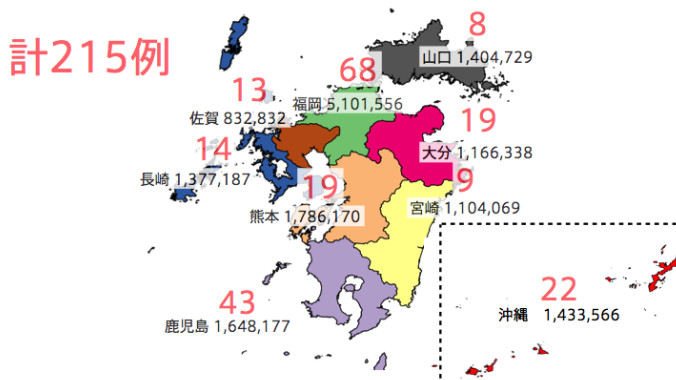 計215例
8
山口 1,404,729
68
福岡 5,101,556
13
佐賀 832,832
19
大分 1,166,338
14
長崎 1,377,187
19
熊本 1,786,170
9
宮崎 1,104,069
43
鹿児島 1,648,177
22
沖縄 1,433,566